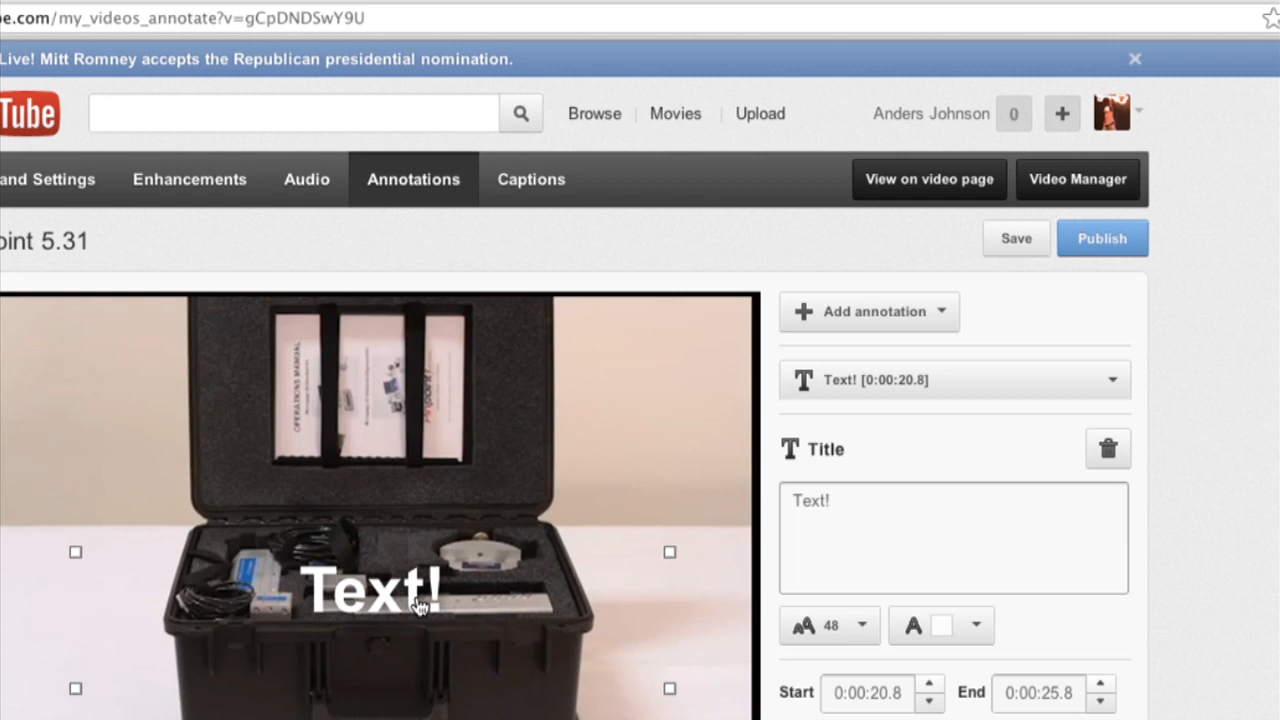 be.com/my_videos_annotate?v=gCpDNDSwY9U
Live! Mitt Romney accepts the Republican presidential nomination.
Tube
Browse
Movies
Upload
Anders Johnson
0
and Settings
Enhancements
Audio
Annotations
Captions
View on video page
Video Manager
oint 5.31
Save
Publish
Add annotation
Text! [0:00:20.8]
Title
Text!
48
A
Start 0:00:20.8 End 0:00:25.8
OPERATIONS MANUAL
Text!